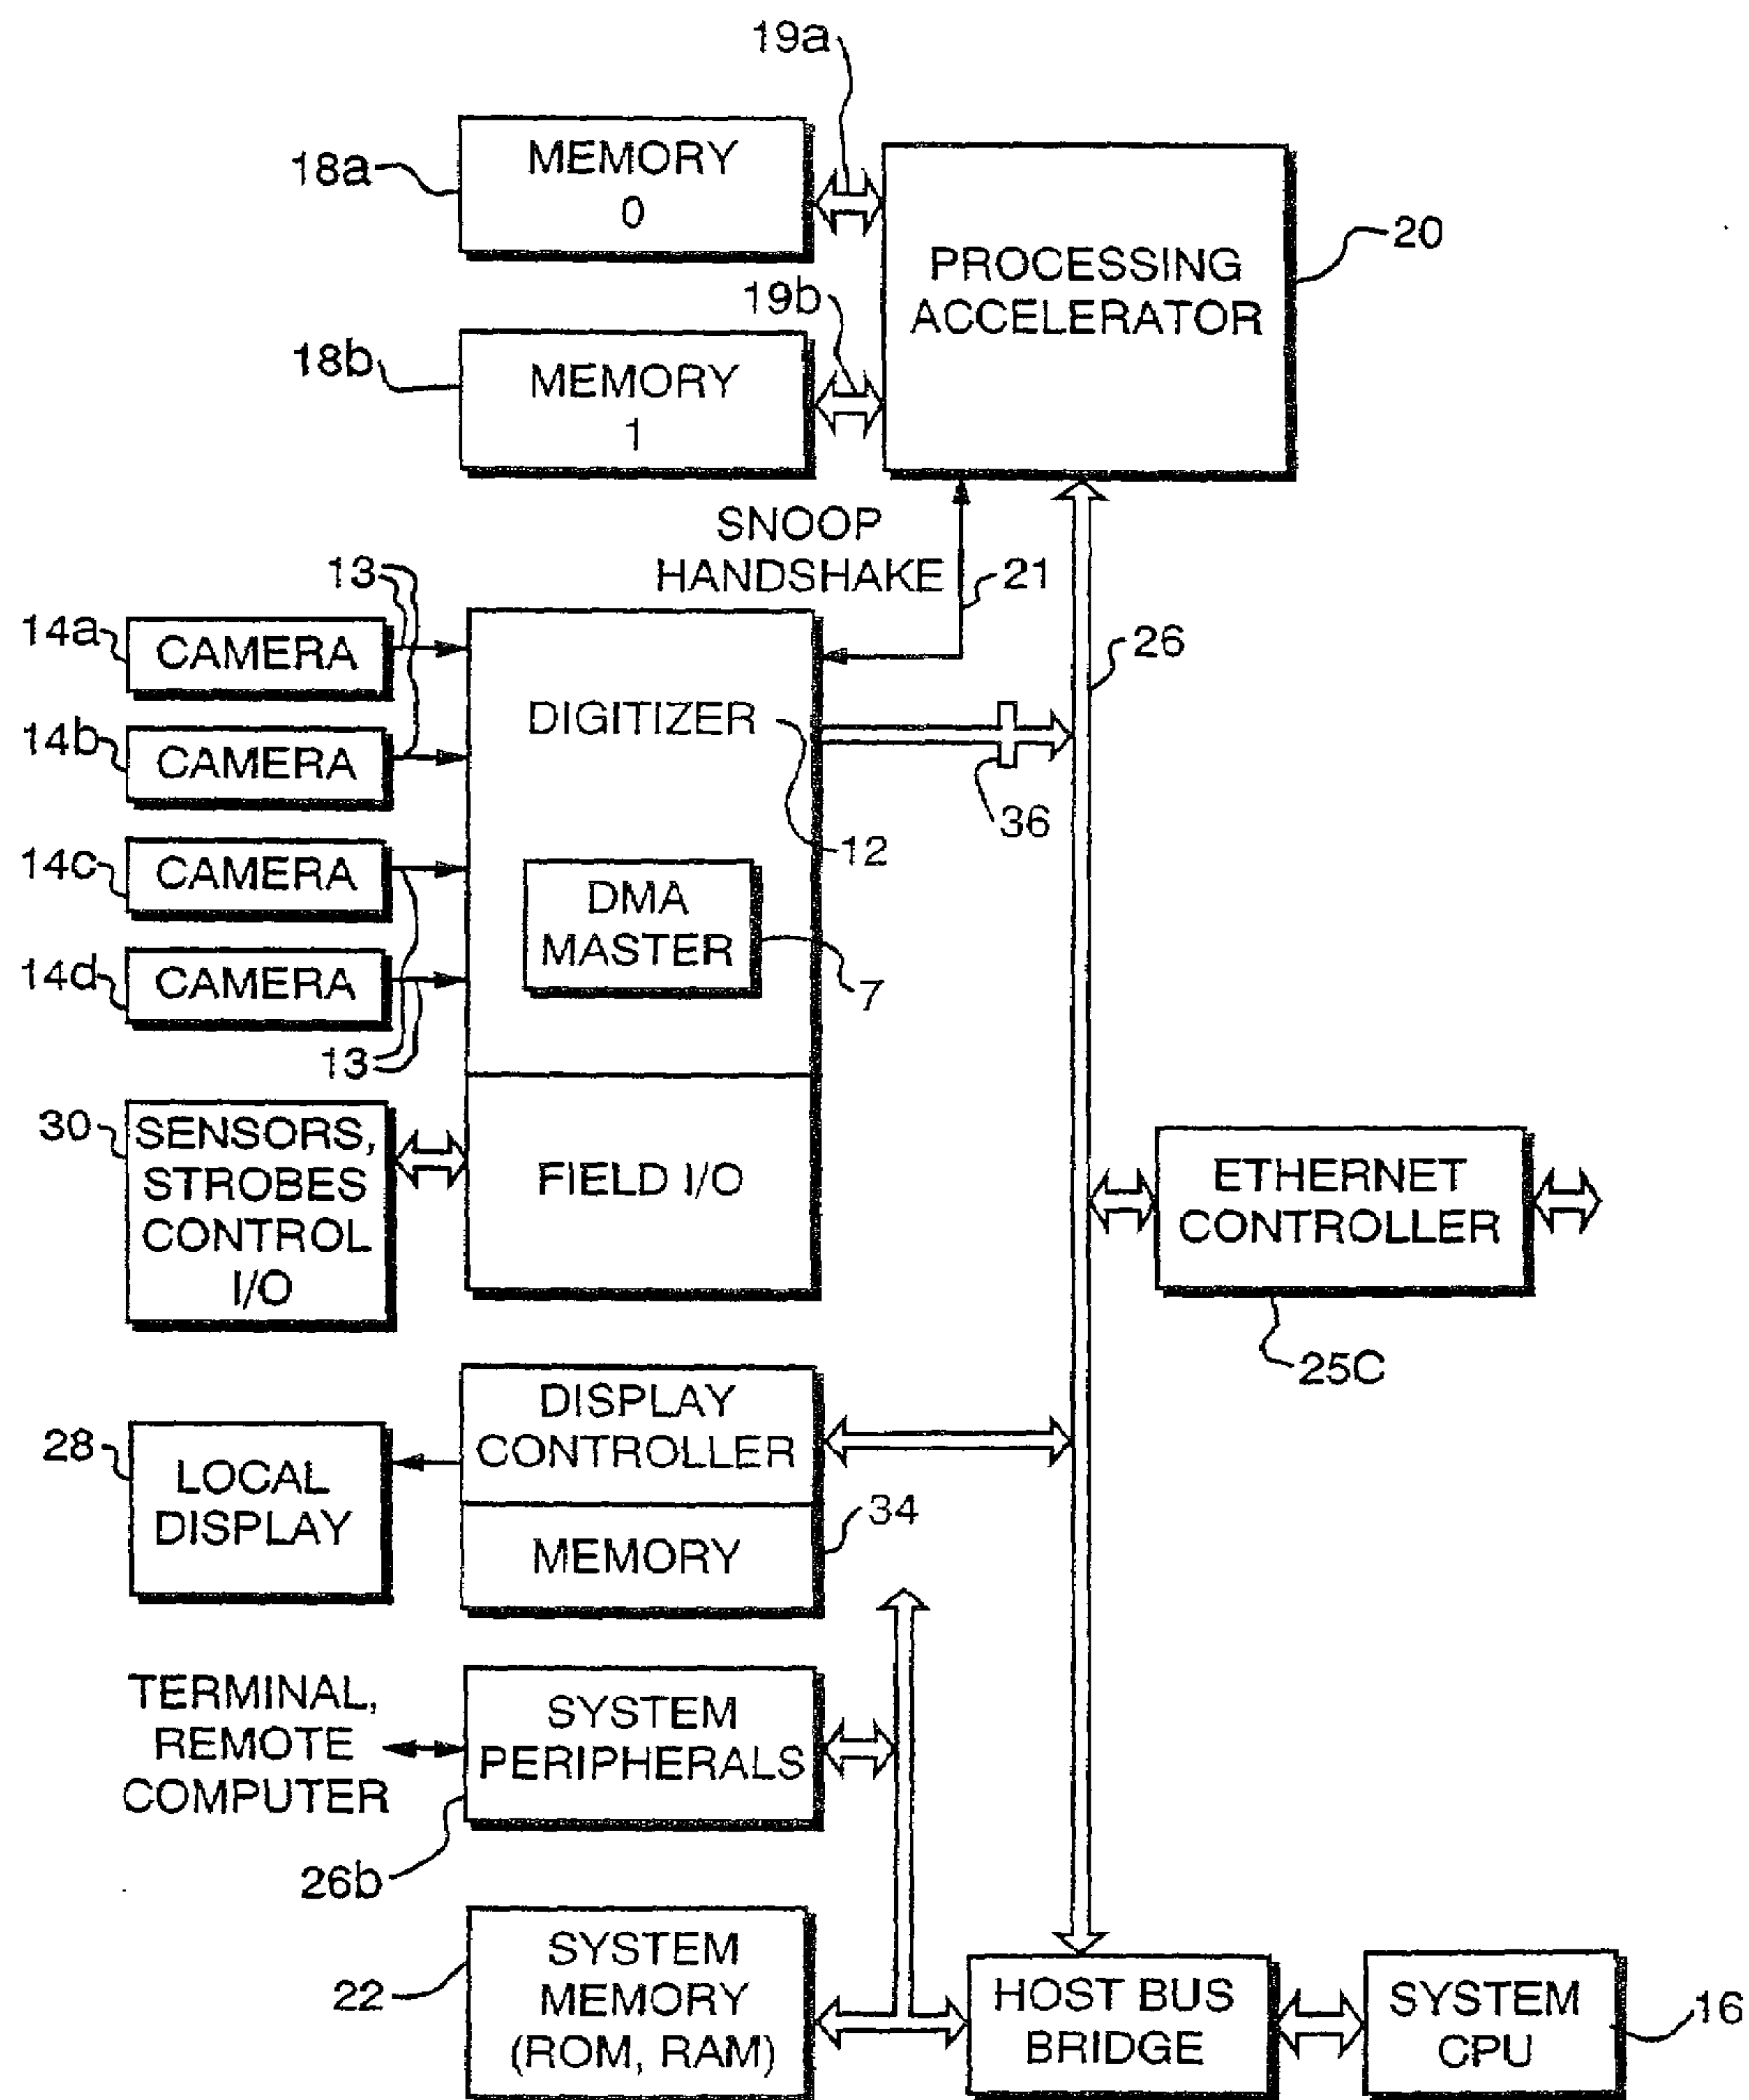 19a
MEMORY
0
18a
PROCESSING
ACCELERATOR
20
19b
MEMORY
1
18b
SNOOP
HANDSHAKE
21
13
14a
CAMERA
26
14b
CAMERA
DIGITIZER
36
12
14c
CAMERA
DMA
MASTER
7
14d
CAMERA
13
30
SENSORS,
STROBES
CONTROL
I/O
FIELD I/O
ETHERNET
CONTROLLER
25C
DISPLAY
CONTROLLER
28
LOCAL
DISPLAY
34
MEMORY
TERMINAL,
REMOTE
COMPUTER
SYSTEM
PERIPHERALS
26b
SYSTEM
MEMORY
(ROM, RAM)
22
HOST BUS
BRIDGE
SYSTEM
CPU
16